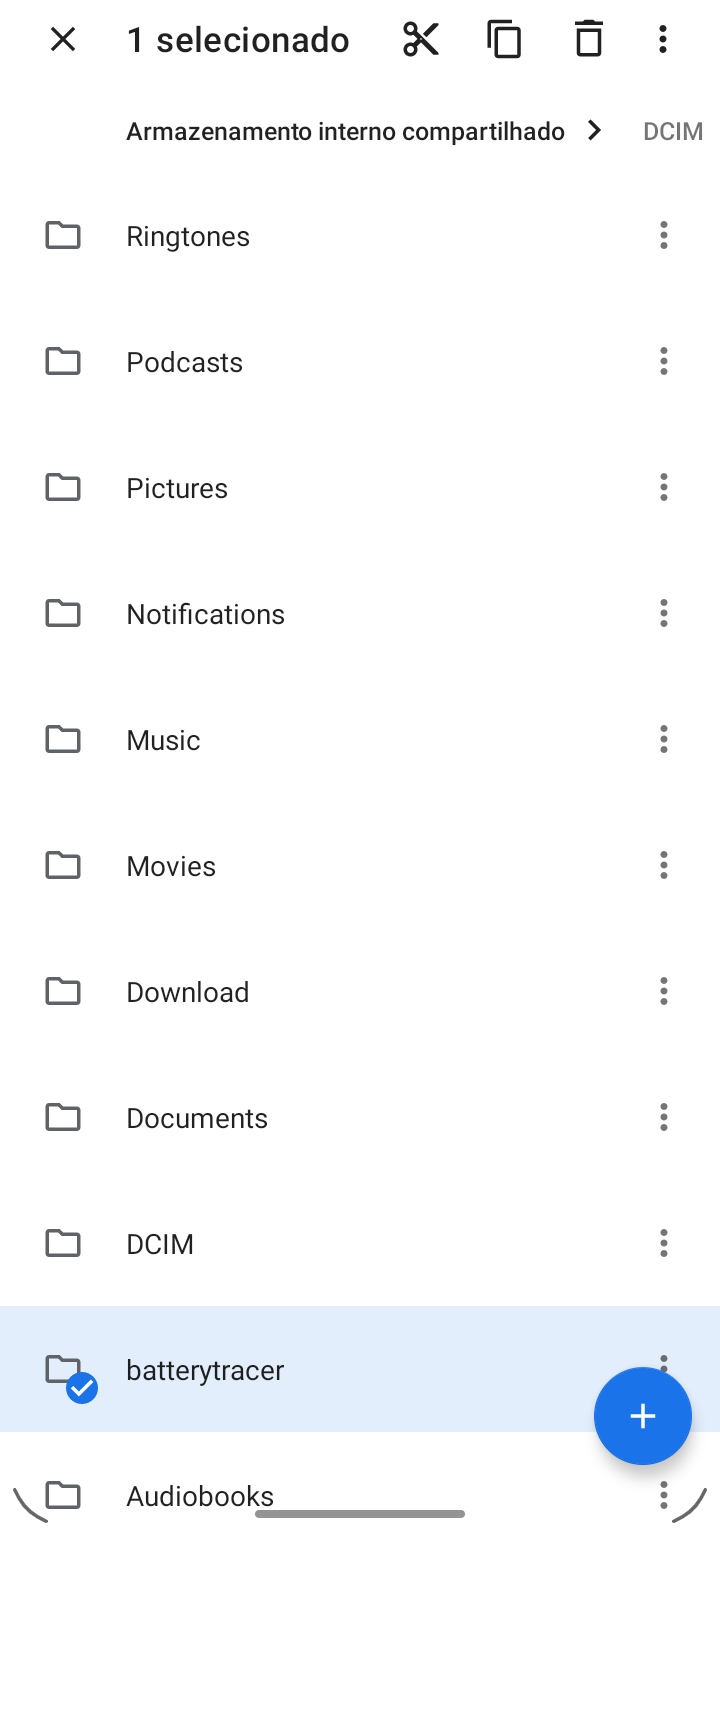 1 selecionado
Armazenamento interno compartilhado DCIM
Ringtones
Podcasts
Pictures
Notifications
Music
Movies
Download
Documents
DCIM
batterytracer
Audiobooks